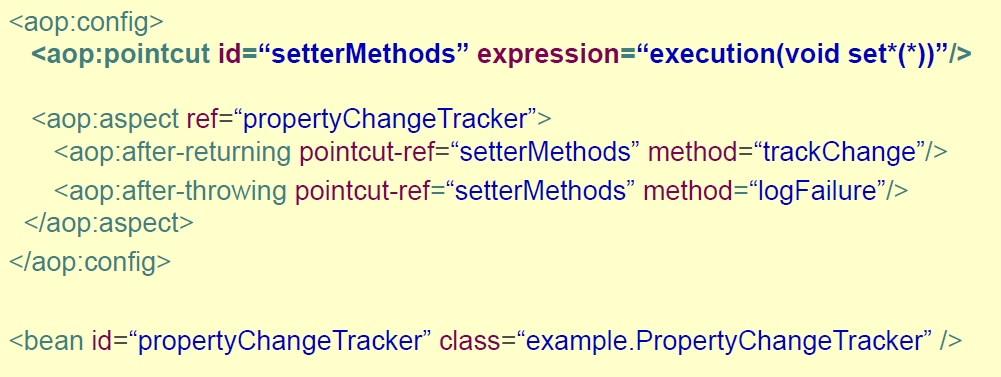 <aop:config>
<aop:pointcut id=“setterMethods” expression=“execution(void set*(*))”/>
<aop:aspect ref=“propertyChangeTracker”>
<aop:after-returning pointcut-ref=“setterMethods” method=“trackChange”/>
<aop:after-throwing pointcut-ref=“setterMethods” method=“logFailure”/>
</aop:aspect>
</aop:config>
<bean id=“propertyChangeTracker” class=“example.PropertyChangeTracker” />